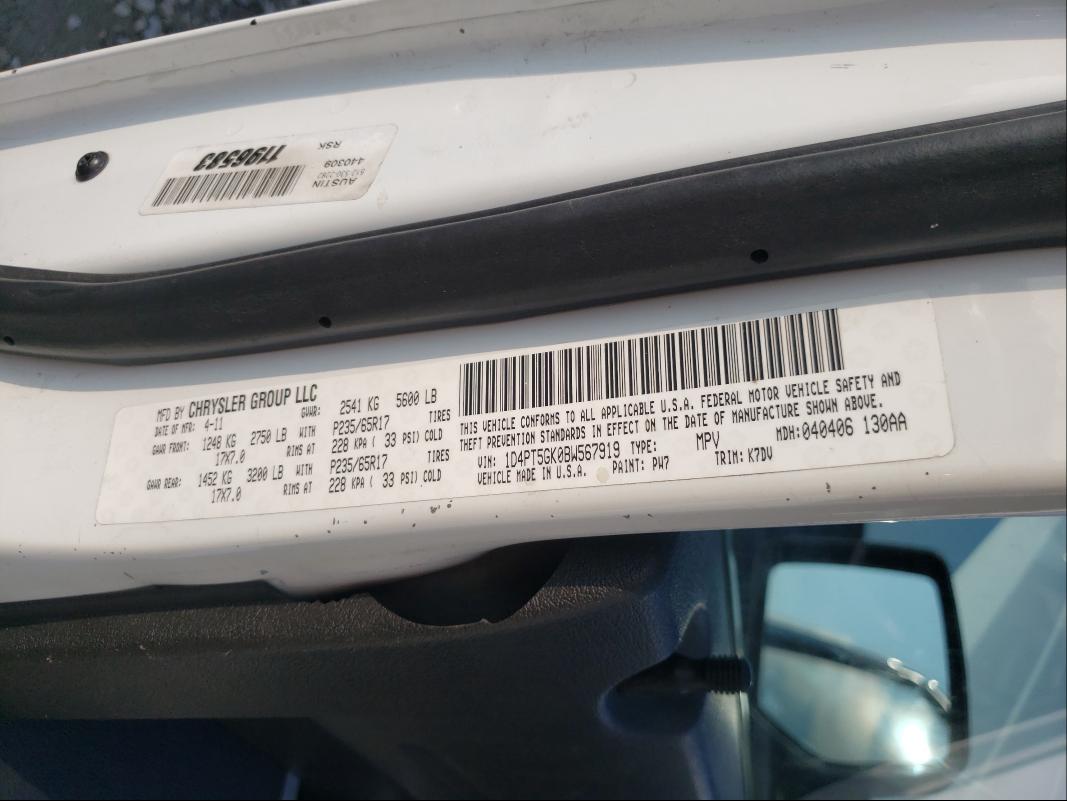 AUSTIN
512-330-2262
440309
RSK
1196583
MFD BY CHRYSLER GROUP LLC
DATE OF MFR: 4-11 GVWR: 2541 KG 5600 LB
GAWR FRONT: 1248 KG 2750 LB WITH P235/65R17 TIRES
17X7.0 RIMS AT 228 KPA ( 33 PSI) COLD
GAWR REAR: 1452 KG 3200 LB WITH P235/65R17 TIRES
17X7.0 RIMS AT 228 KPA ( 33 PSI) COLD
THIS VEHICLE CONFORMS TO ALL APPLICABLE U.S.A. FEDERAL MOTOR VEHICLE SAFETY AND
THEFT PREVENTION STANDARDS IN EFFECT ON THE DATE OF MANUFACTURE SHOWN ABOVE.
VIN: 1D4PT5GK0BW567919 TYPE: MPV MDH: 040406 130AA
VEHICLE MADE IN U.S.A. PAINT: PW7 TRIM: K7DV